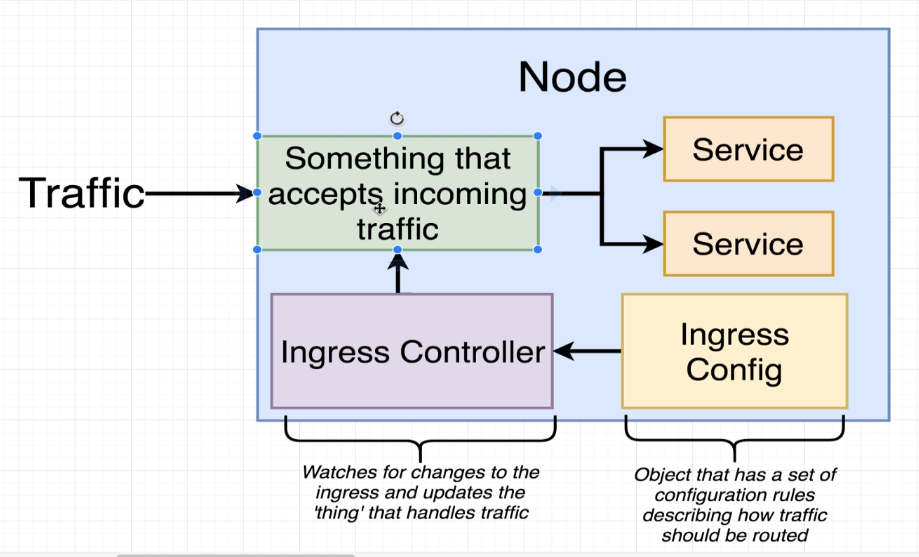 Node
Traffic
Something that
accepts incoming
traffic
Service
Service
Ingress Controller
Ingress
Config
Watches for changes to the
ingress and updates the
'thing' that handles traffic
Object that has a set of
configuration rules
describing how traffic
should be routed